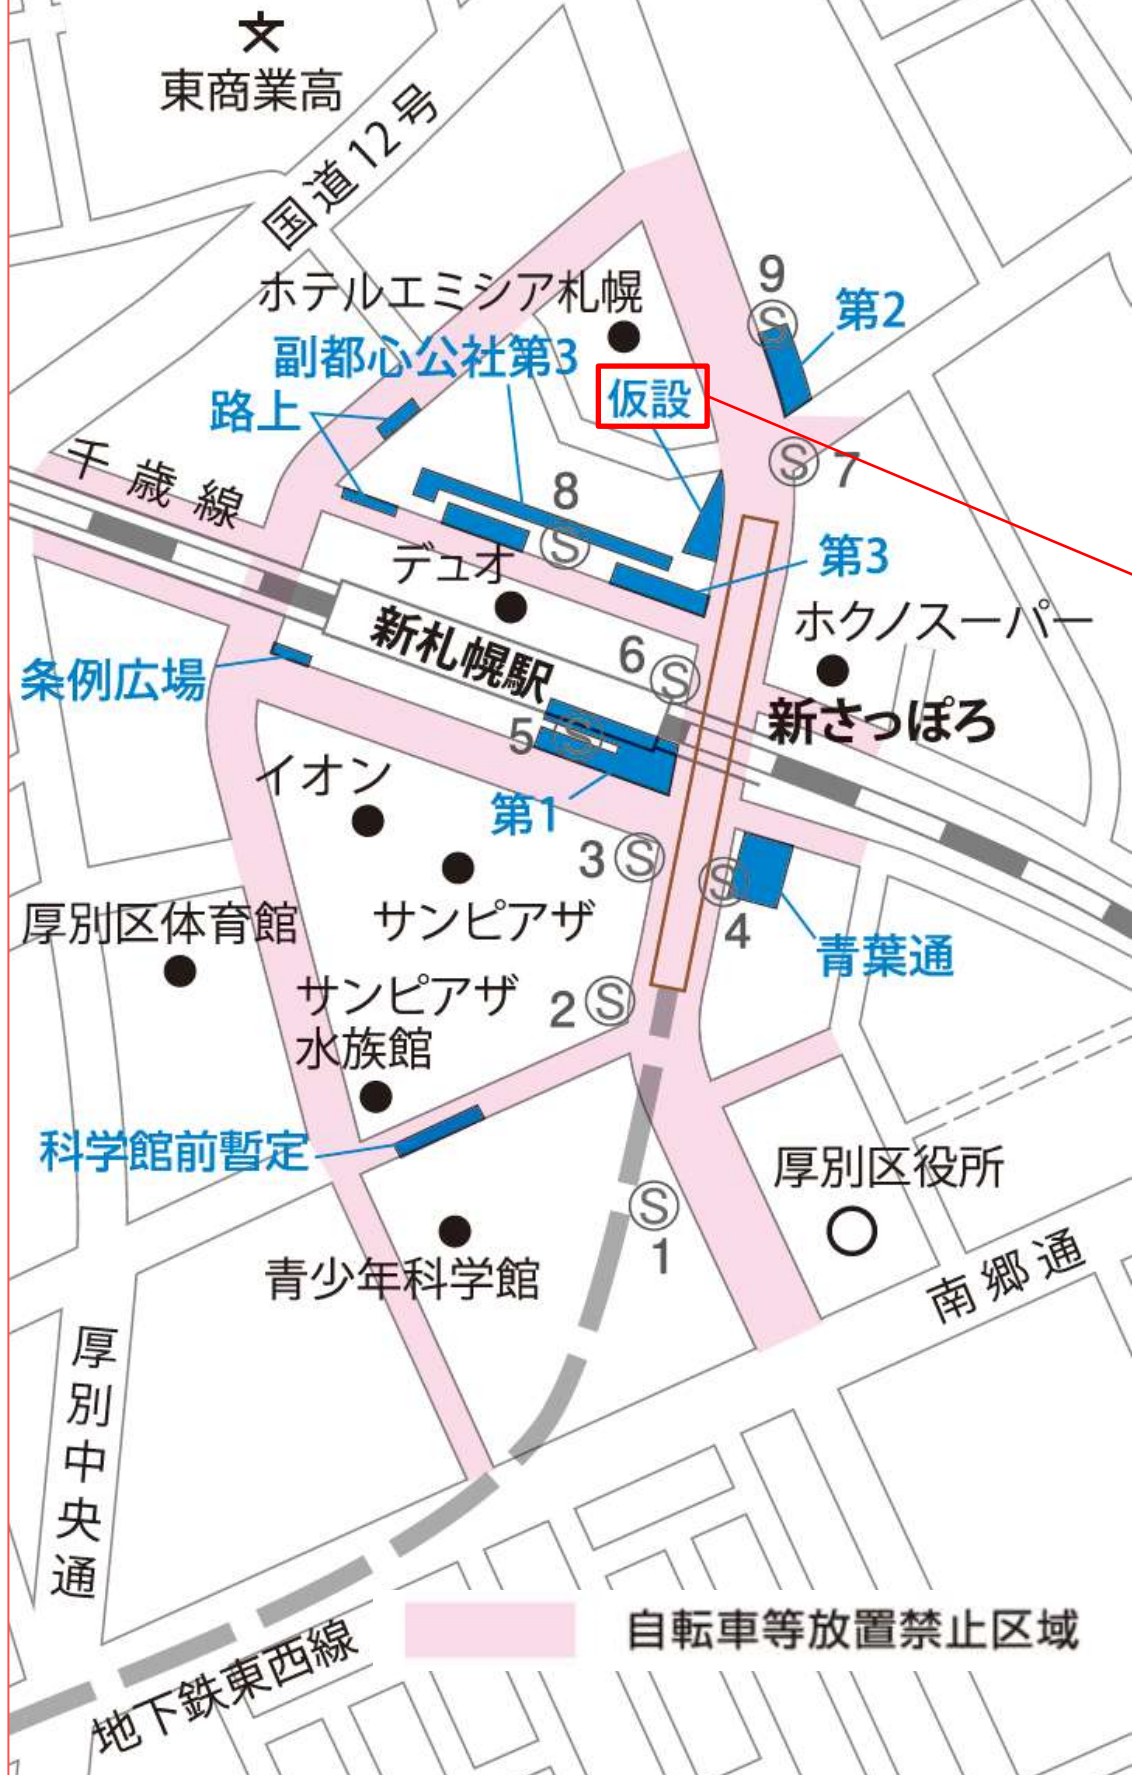 東商業高
国道12号
ホテルエミシア札幌
9
第2
副都心公社第3
仮設
路上
7
千歳線
8
デュオ
第3
ホクノスーパー
新札幌駅
6
条例広場
新さっぽろ
5
イオン
第1
3
サンピアザ
4
厚別区体育館
青葉通
サンピアザ
水族館
2
科学館前暫定
厚別区役所
1
青少年科学館
南郷通
厚別中央通
自転車等放置禁止区域
地下鉄東西線
Ⓢ
Ⓢ
Ⓢ
Ⓢ
Ⓢ
Ⓢ
Ⓢ
Ⓢ
Ⓢ